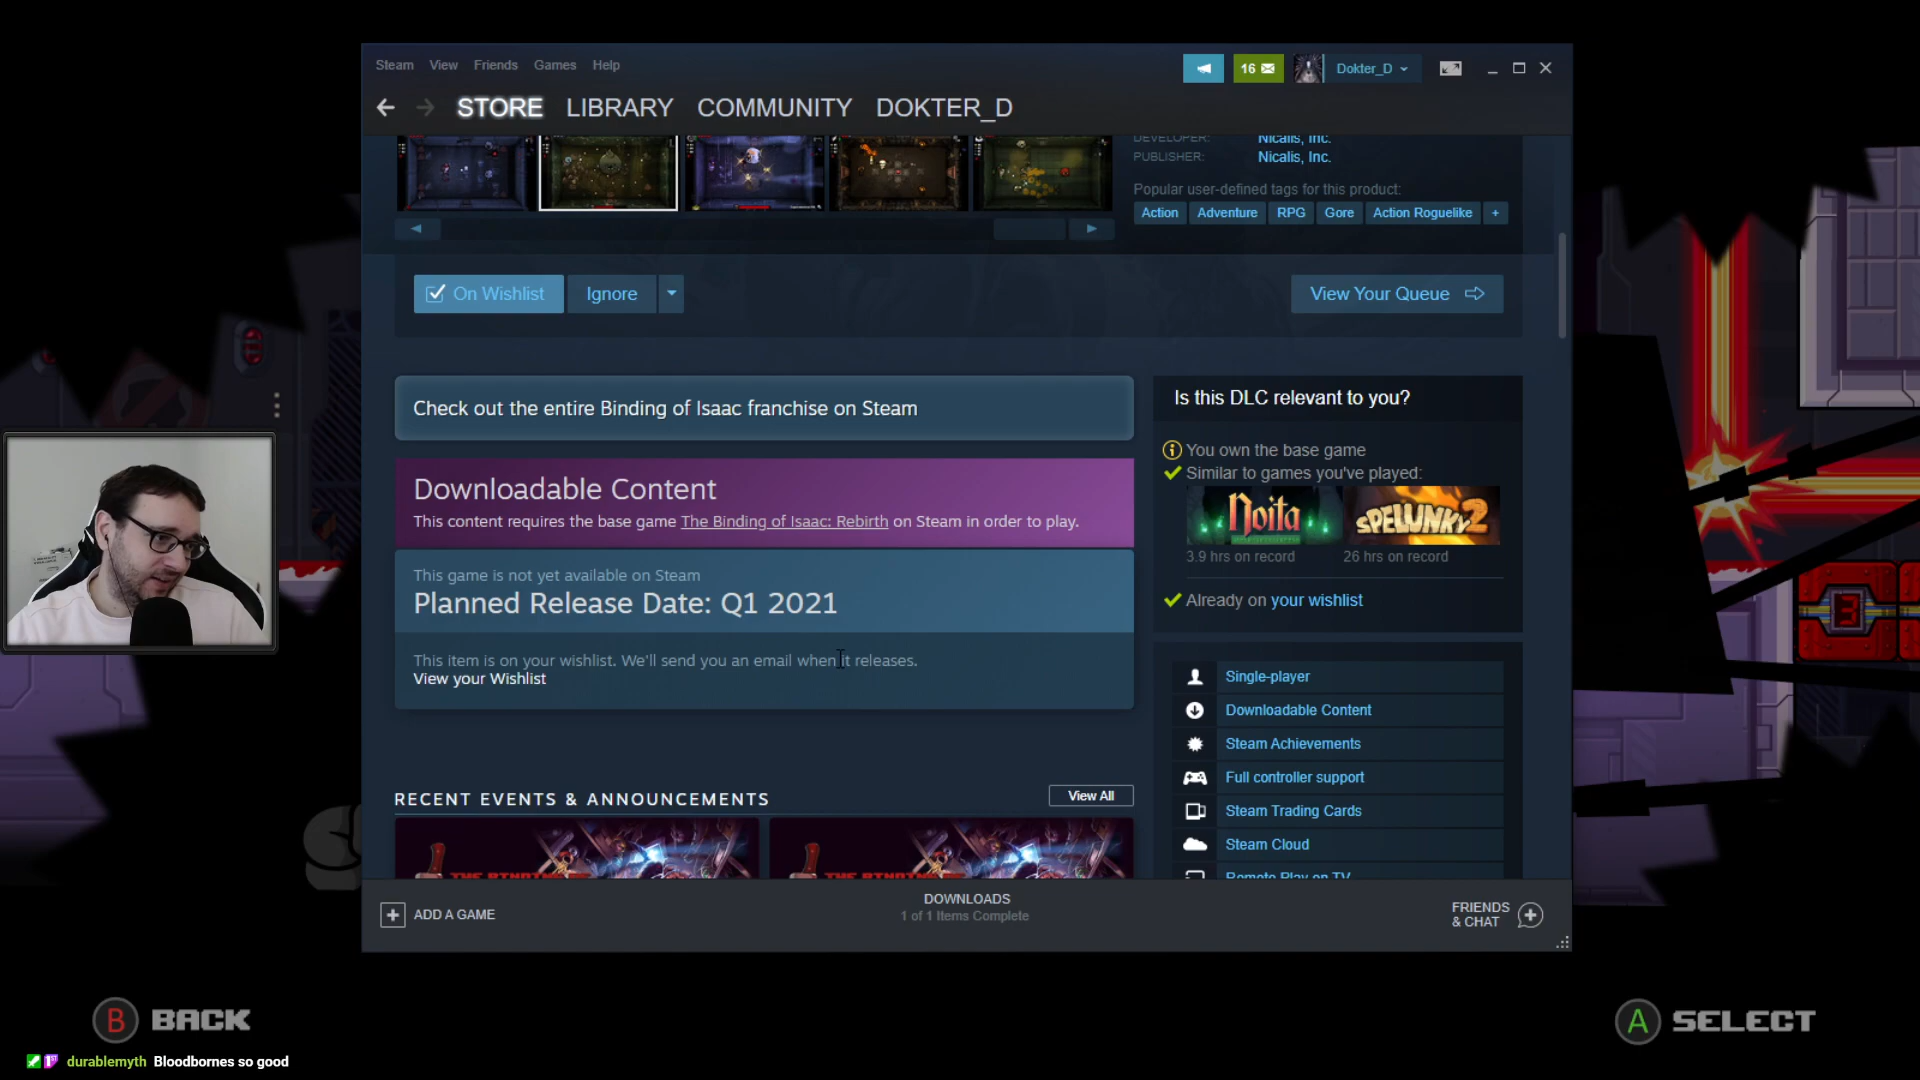 Steam View Friends Games Help
16
Dokter_D
STORE LIBRARY COMMUNITY DOKTER_D
DEVELOPER: Nicalis, Inc.
PUBLISHER: Nicalis, Inc.
Popular user-defined tags for this product:
Action Adventure RPG Gore Action Roguelike +
On Wishlist Ignore
View Your Queue
Check out the entire Binding of Isaac franchise on Steam
Downloadable Content
This content requires the base game The Binding of Isaac: Rebirth on Steam in order to play.
This game is not yet available on Steam
Planned Release Date: Q1 2021
This item is on your wishlist. We'll send you an email when it releases.
View your Wishlist
RECENT EVENTS & ANNOUNCEMENTS
View All
Is this DLC relevant to you?
You own the base game
Similar to games you've played:
Noita SPELUNKY2
3.9 hrs on record 26 hrs on record
Already on your wishlist
Single-player
Downloadable Content
Steam Achievements
Full controller support
Steam Trading Cards
Steam Cloud
Remote Play on TV
ADD A GAME
DOWNLOADS
1 of 1 Items Complete
FRIENDS
& CHAT
3
B BACK
A SELECT
durablemyth Bloodbornes so good